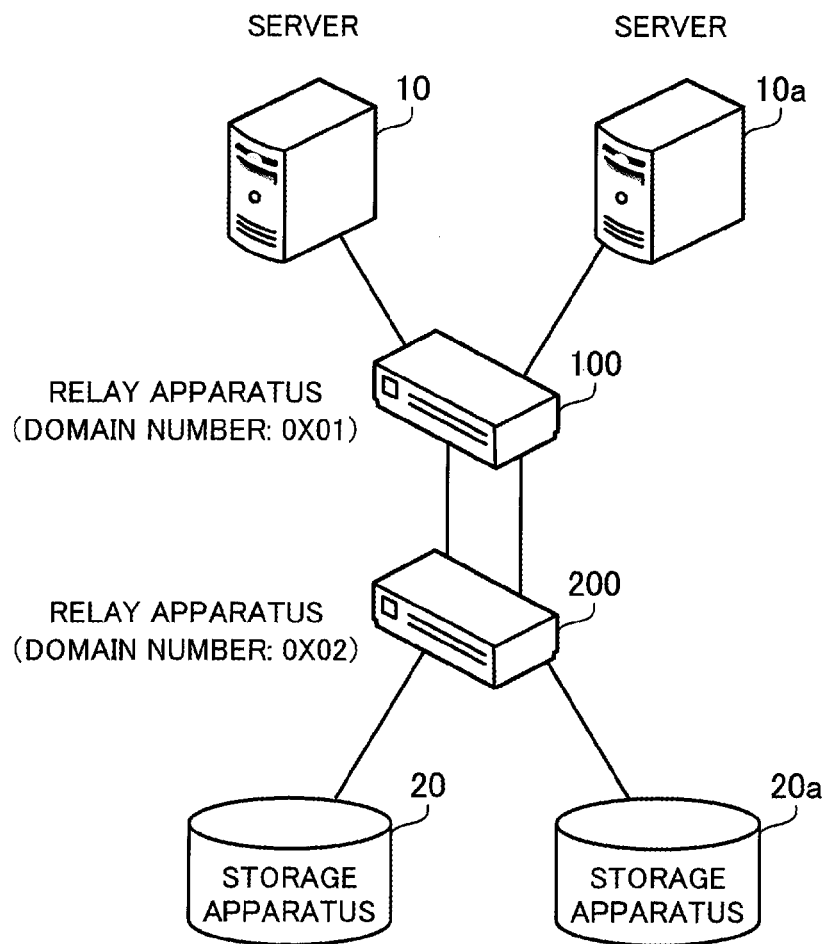 SERVER
SERVER
10
10a
100
RELAY APPARATUS
(DOMAIN NUMBER: 0X01)
200
RELAY APPARATUS
(DOMAIN NUMBER: 0X02)
20
20a
STORAGE
APPARATUS
STORAGE
APPARATUS